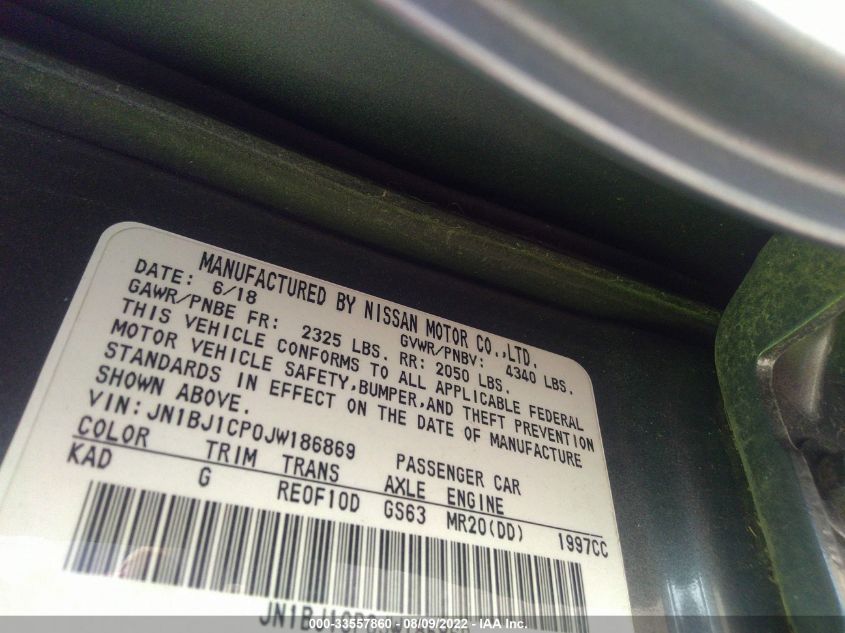 MANUFACTURED BY NISSAN MOTOR CO.,LTD.
DATE: 6/18 GVWR/PNBV: 4340 LBS.
GAWR/PNBE FR: 2325 LBS. RR: 2050 LBS.
THIS VEHICLE CONFORMS TO ALL APPLICABLE FEDERAL
MOTOR VEHICLE SAFETY,BUMPER,AND THEFT PREVENTION
STANDARDS IN EFFECT ON THE DATE OF MANUFACTURE
SHOWN ABOVE.
VIN: JN1BJ1CP0JW186869 PASSENGER CAR
COLOR TRIM TRANS AXLE ENGINE
KAD G RE0F10D GS63 MR20(DD) 1997CC
000-33557860 - 08/09/2022 - IAA Inc.